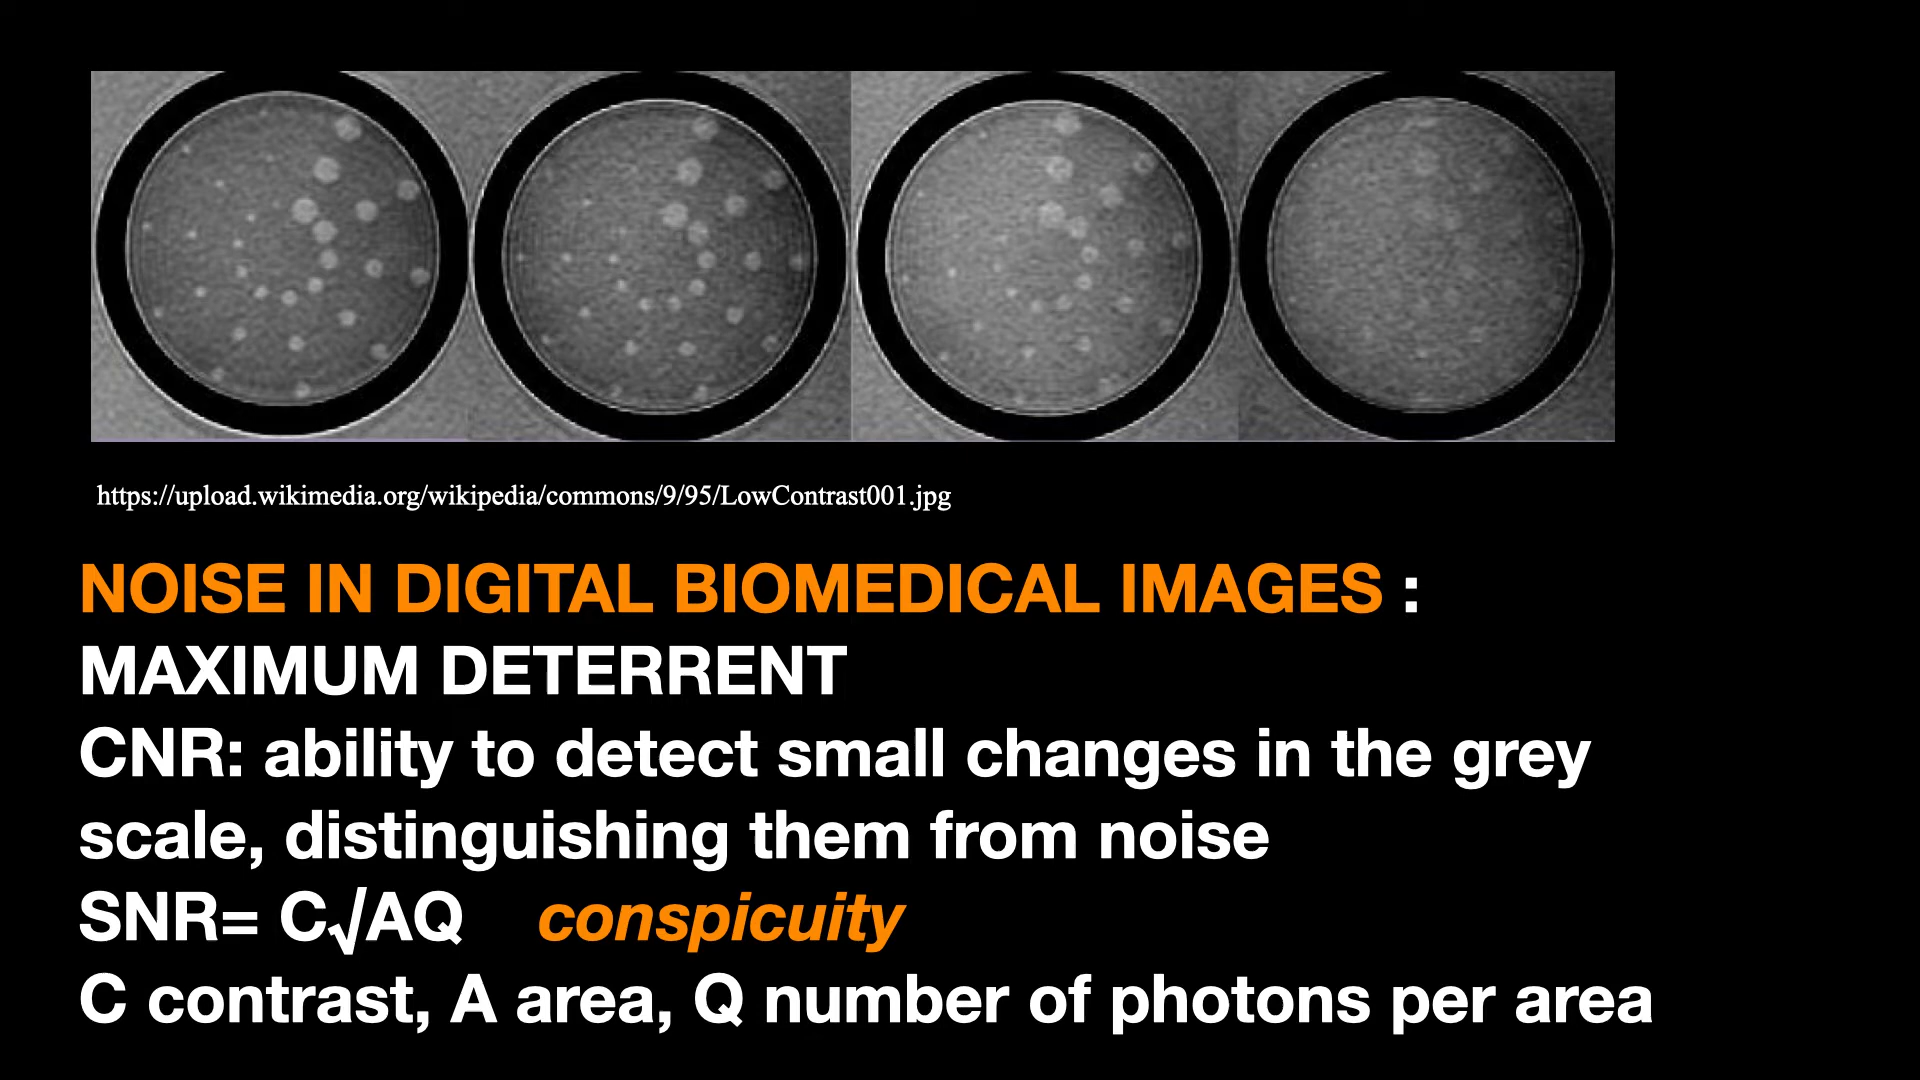 https://upload.wikimedia.org/wikipedia/commons/9/95/LowContrast001.jpg
NOISE IN DIGITAL BIOMEDICAL IMAGES :
MAXIMUM DETERRENT
CNR: ability to detect small changes in the grey
scale, distinguishing them from noise
SNR= C√AQ conspicuity
C contrast, A area, Q number of photons per area